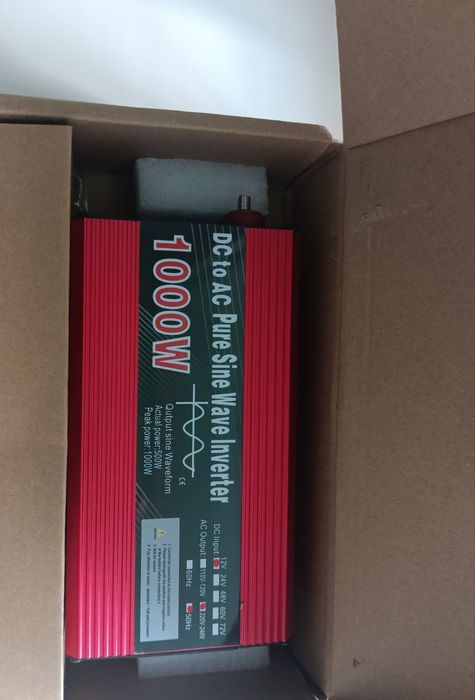 DC to AC Pure Sine Wave Inverter
1000W
CE
Qutput sine Waveform
Actual power:500W
Peak power:1000W
DC Input: 12V 24V 48V 60V 72V
AC Output: 110V-120V 220V-240V
60Hz 50Hz